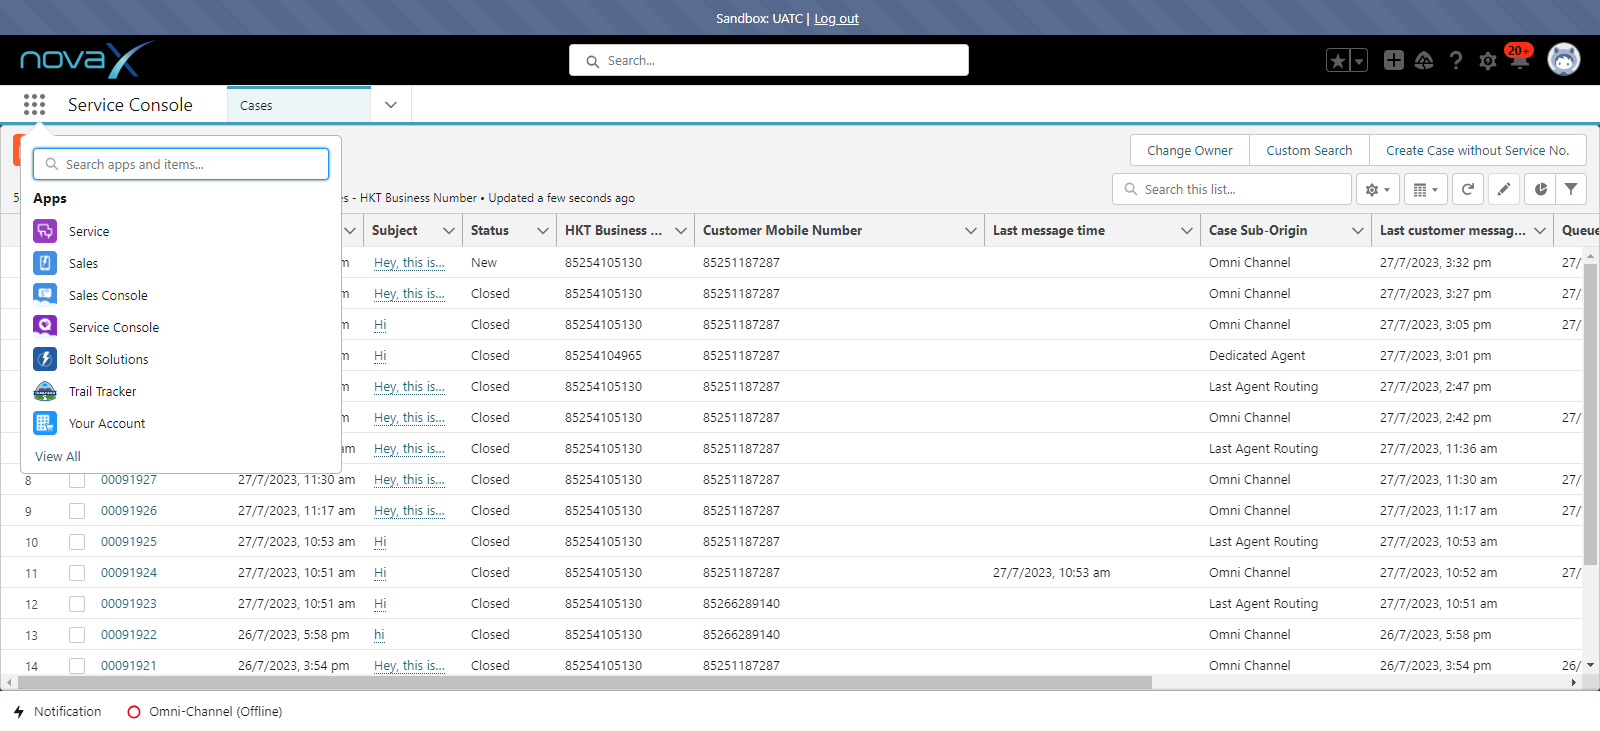 Sandbox: UATC | Log out
novaX
Search...
20+
Service Console
Cases
Search apps and items...
Apps
Service
Sales
Sales Console
Service Console
Bolt Solutions
Trail Tracker
Your Account
View All
Change Owner
Custom Search
Create Case without Service No.
5
- HKT Business Number • Updated a few seconds ago
Search this list...
Subject Status HKT Business ... Customer Mobile Number Last message time Case Sub-Origin Last customer messag... Queue
m Hey, this is... New 85254105130 85251187287 Omni Channel 27/7/2023, 3:32 pm 27/
m Hey, this is... Closed 85254105130 85251187287 Omni Channel 27/7/2023, 3:27 pm 27/
m Hi Closed 85254105130 85251187287 Omni Channel 27/7/2023, 3:05 pm 27/
m Hi Closed 85254104965 85251187287 Dedicated Agent 27/7/2023, 3:01 pm
m Hey, this is... Closed 85254105130 85251187287 Last Agent Routing 27/7/2023, 2:47 pm
m Hey, this is... Closed 85254105130 85251187287 Omni Channel 27/7/2023, 2:42 pm 27/
am Hey, this is... Closed 85254105130 85251187287 Last Agent Routing 27/7/2023, 11:36 am
8 00091927 27/7/2023, 11:30 am Hey, this is... Closed 85254105130 85251187287 Omni Channel 27/7/2023, 11:30 am 27/
9 00091926 27/7/2023, 11:17 am Hey, this is... Closed 85254105130 85251187287 Omni Channel 27/7/2023, 11:17 am 27/
10 00091925 27/7/2023, 10:53 am Hi Closed 85254105130 85251187287 Last Agent Routing 27/7/2023, 10:53 am
11 00091924 27/7/2023, 10:51 am Hi Closed 85254105130 85251187287 27/7/2023, 10:53 am Omni Channel 27/7/2023, 10:52 am 27/
12 00091923 27/7/2023, 10:51 am Hi Closed 85254105130 85266289140 Last Agent Routing 27/7/2023, 10:51 am
13 00091922 26/7/2023, 5:58 pm hi Closed 85254105130 85266289140 Omni Channel 26/7/2023, 5:58 pm
14 00091921 26/7/2023, 3:54 pm Hey, this is... Closed 85254105130 85251187287 Omni Channel 26/7/2023, 3:54 pm 26/
Notification
Omni-Channel (Offline)